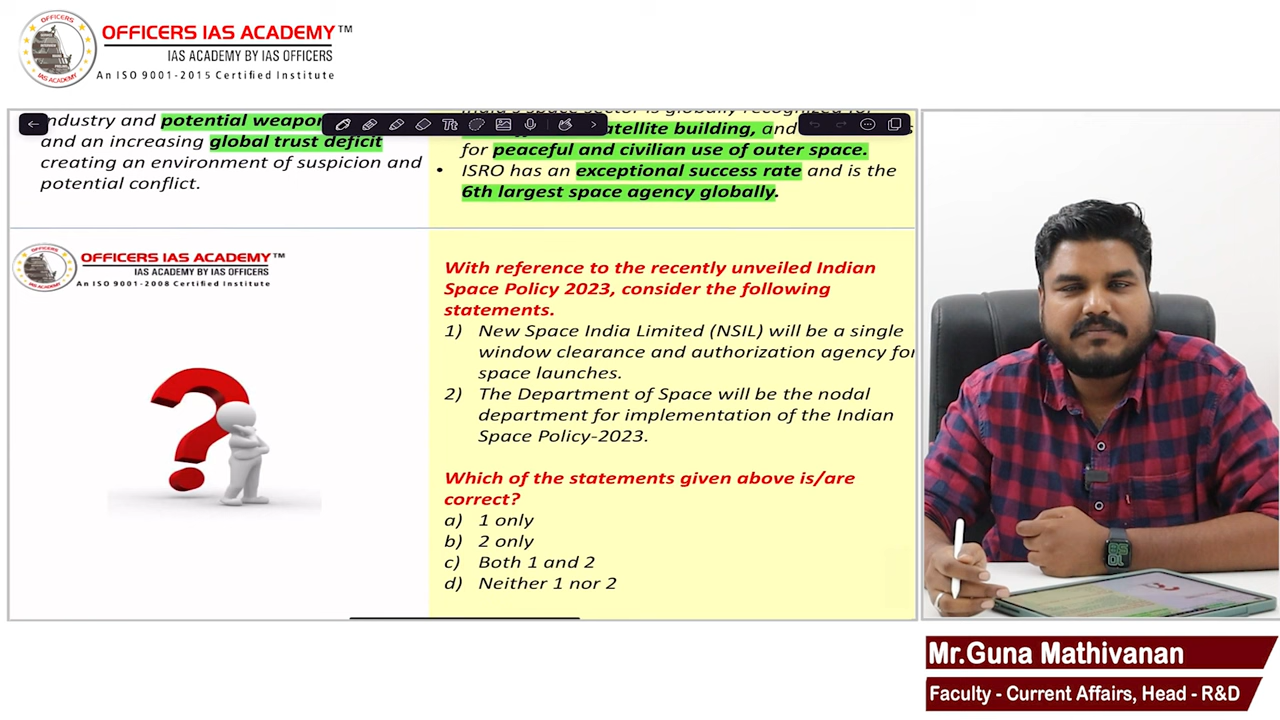 OFFICERS IAS ACADEMY™
IAS ACADEMY BY IAS OFFICERS
An ISO 9001-2015 Certified Institute
industry and potential weapon
and an increasing global trust deficit
creating an environment of suspicion and
potential conflict.
atellite building, and
for peaceful and civilian use of outer space.
• ISRO has an exceptional success rate and is the
6th largest space agency globally.
OFFICERS IAS ACADEMY™
IAS ACADEMY BY IAS OFFICERS
An ISO 9001-2008 Certified Institute
With reference to the recently unveiled Indian
Space Policy 2023, consider the following
statements.
1) New Space India Limited (NSIL) will be a single
window clearance and authorization agency for
space launches.
2) The Department of Space will be the nodal
department for implementation of the Indian
Space Policy-2023.
Which of the statements given above is/are
correct?
a) 1 only
b) 2 only
c) Both 1 and 2
d) Neither 1 nor 2
Mr.Guna Mathivanan
Faculty - Current Affairs, Head - R&D